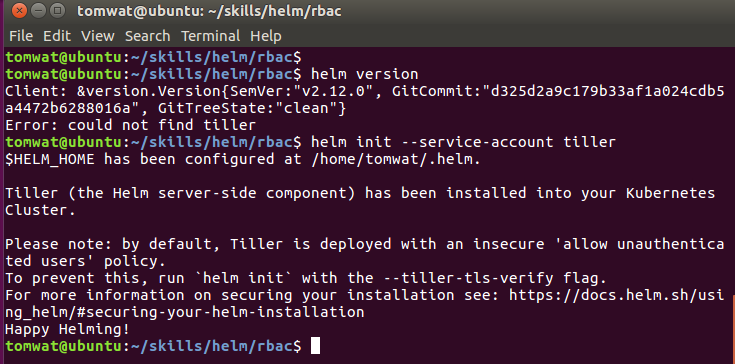 tomwat@ubuntu: ~/skills/helm/rbac
File Edit View Search Terminal Help
tomwat@ubuntu:~/skills/helm/rbac$
tomwat@ubuntu:~/skills/helm/rbac$ helm version
Client: &version.Version{SemVer:"v2.12.0", GitCommit:"d325d2a9c179b33af1a024cdb5
a4472b6288016a", GitTreeState:"clean"}
Error: could not find tiller
tomwat@ubuntu:~/skills/helm/rbac$ helm init --service-account tiller
$HELM_HOME has been configured at /home/tomwat/.helm.
Tiller (the Helm server-side component) has been installed into your Kubernetes
Cluster.
Please note: by default, Tiller is deployed with an insecure 'allow unauthentica
ted users' policy.
To prevent this, run `helm init` with the --tiller-tls-verify flag.
For more information on securing your installation see: https://docs.helm.sh/usi
ng_helm/#securing-your-helm-installation
Happy Helming!
tomwat@ubuntu:~/skills/helm/rbac$